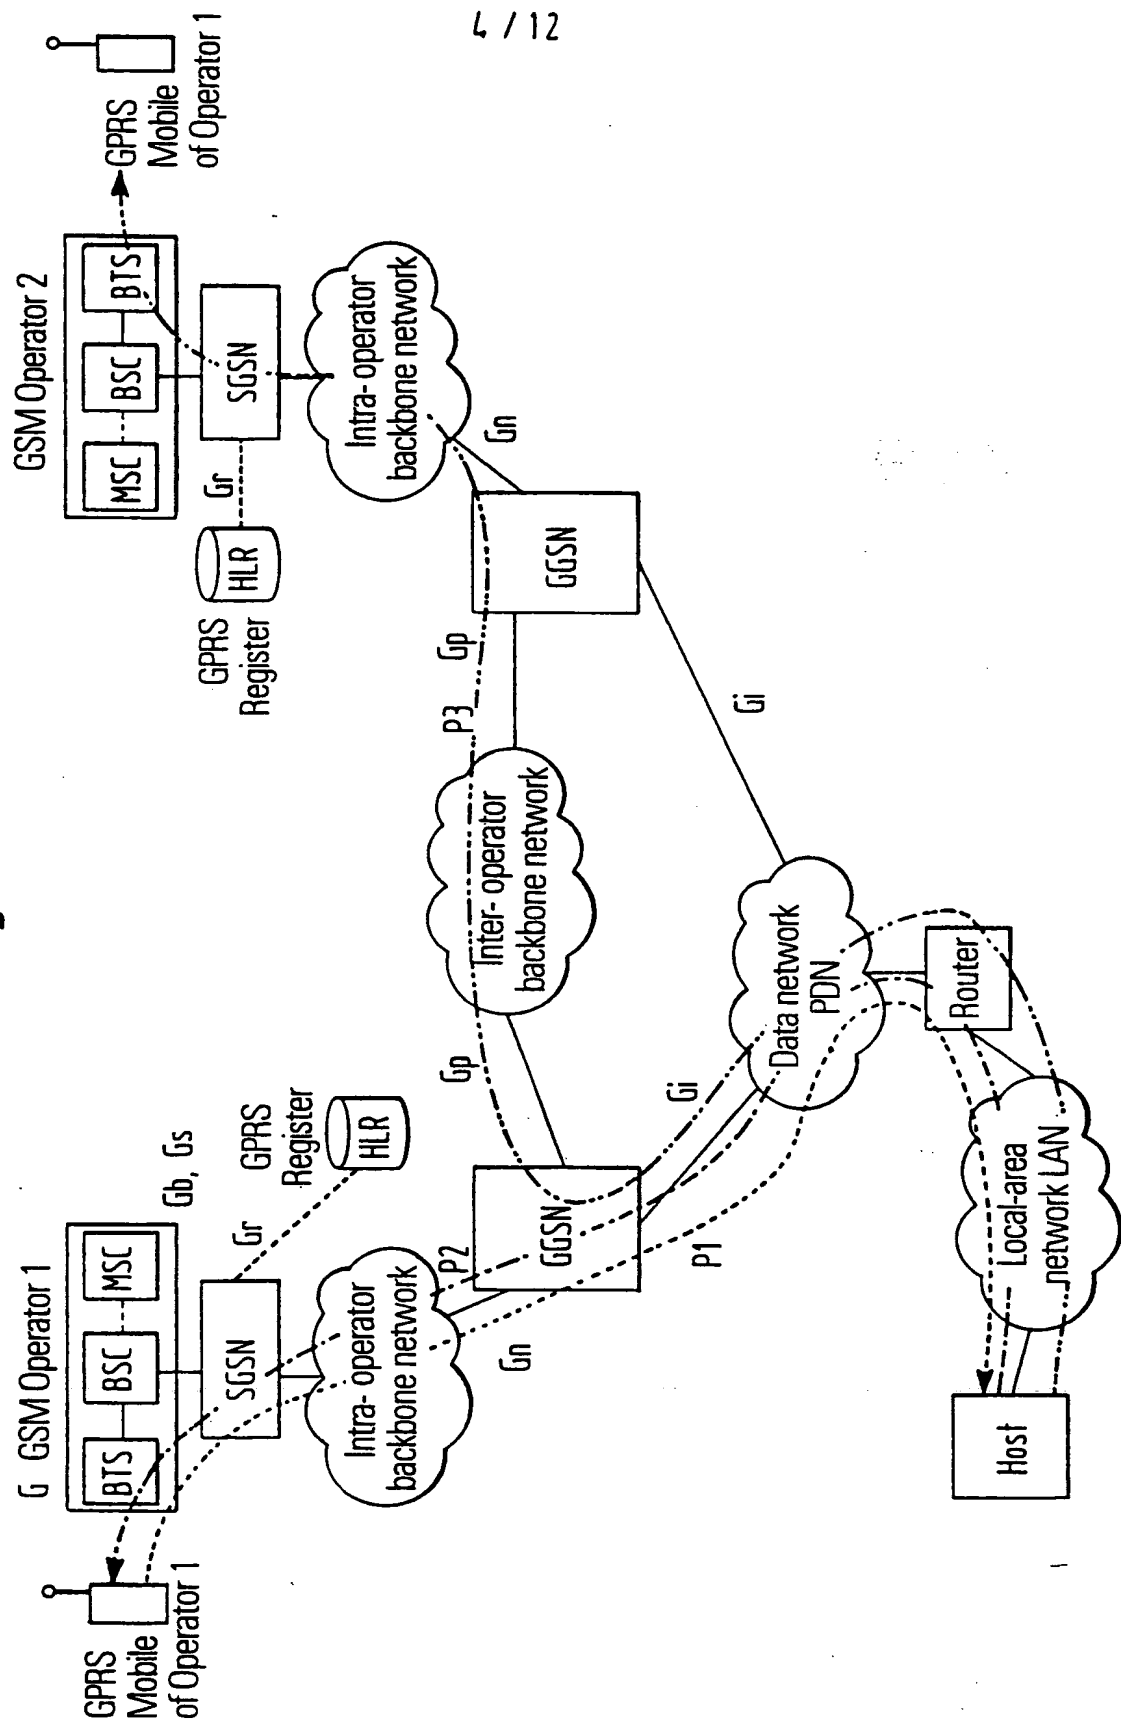 4 / 12
G GSM Operator 1
BTS
BSC
MSC
Gb, Gs
GPRS
Mobile
of Operator 1
SGSN
Gr
GPRS
Register
HLR
Intra-operator
backbone network
Gn
P2
GGSN
P1
Gp
Gi
Inter-operator
backbone network
P3
Gp
GSM Operator 2
MSC
BSC
BTS
GPRS
Mobile
of Operator 1
GPRS
Register
HLR
Gr
SGSN
Intra-operator
backbone network
Gn
GGSN
Gi
Data network
PDN
Router
Local-area
network LAN
Host